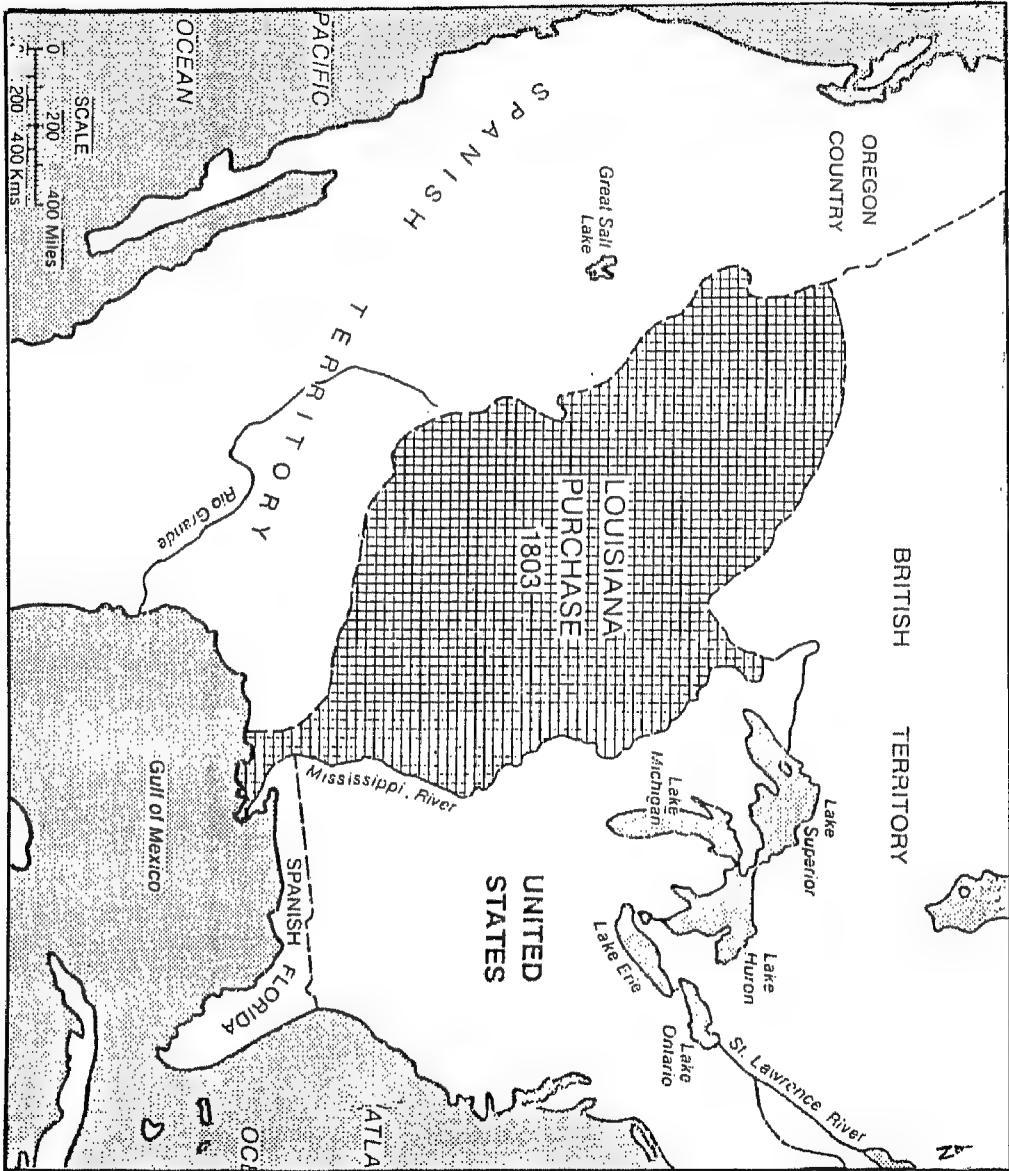 OREGON
COUNTRY
BRITISH TERRITORY
Great Salt
Lake
SPANISH TERRITORY
LOUISIANA
PURCHASE
1803
Lake
Superior
Lake
Michigan
Lake
Huron
Lake Erie
Lake
Ontario
St. Lawrence River
UNITED
STATES
Mississippi River
Rio Grande
SPANISH FLORIDA
Gulf of Mexico
PACIFIC
OCEAN
ATLA
OCE
SCALE
0 200 400 Miles
200 400 Kms
N